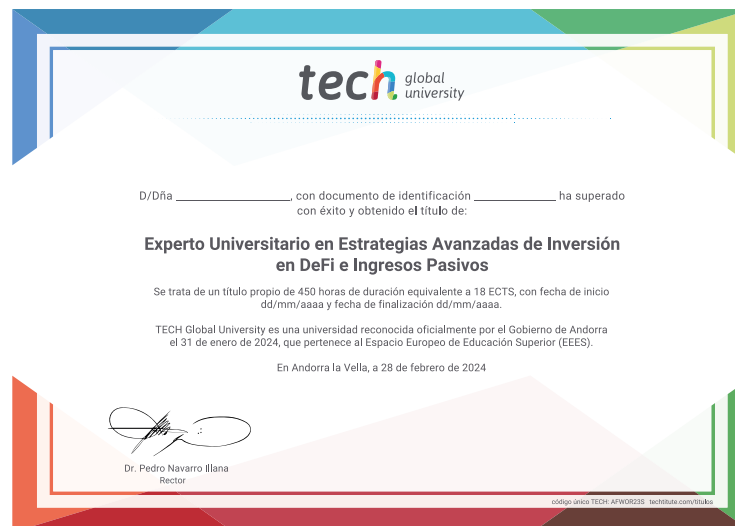 tech global university
D/Dña ______________, con documento de identificación __________ ha superado
con éxito y obtenido el título de:
Experto Universitario en Estrategias Avanzadas de Inversión
en DeFi e Ingresos Pasivos
Se trata de un título propio de 450 horas de duración equivalente a 18 ECTS, con fecha de inicio
dd/mm/aaaa y fecha de finalización dd/mm/aaaa.
TECH Global University es una universidad reconocida oficialmente por el Gobierno de Andorra
el 31 de enero de 2024, que pertenece al Espacio Europeo de Educación Superior (EEES).
En Andorra la Vella, a 28 de febrero de 2024
Dr. Pedro Navarro Illana
Rector
código único TECH: AFWOR23S techtitute.com/titulos